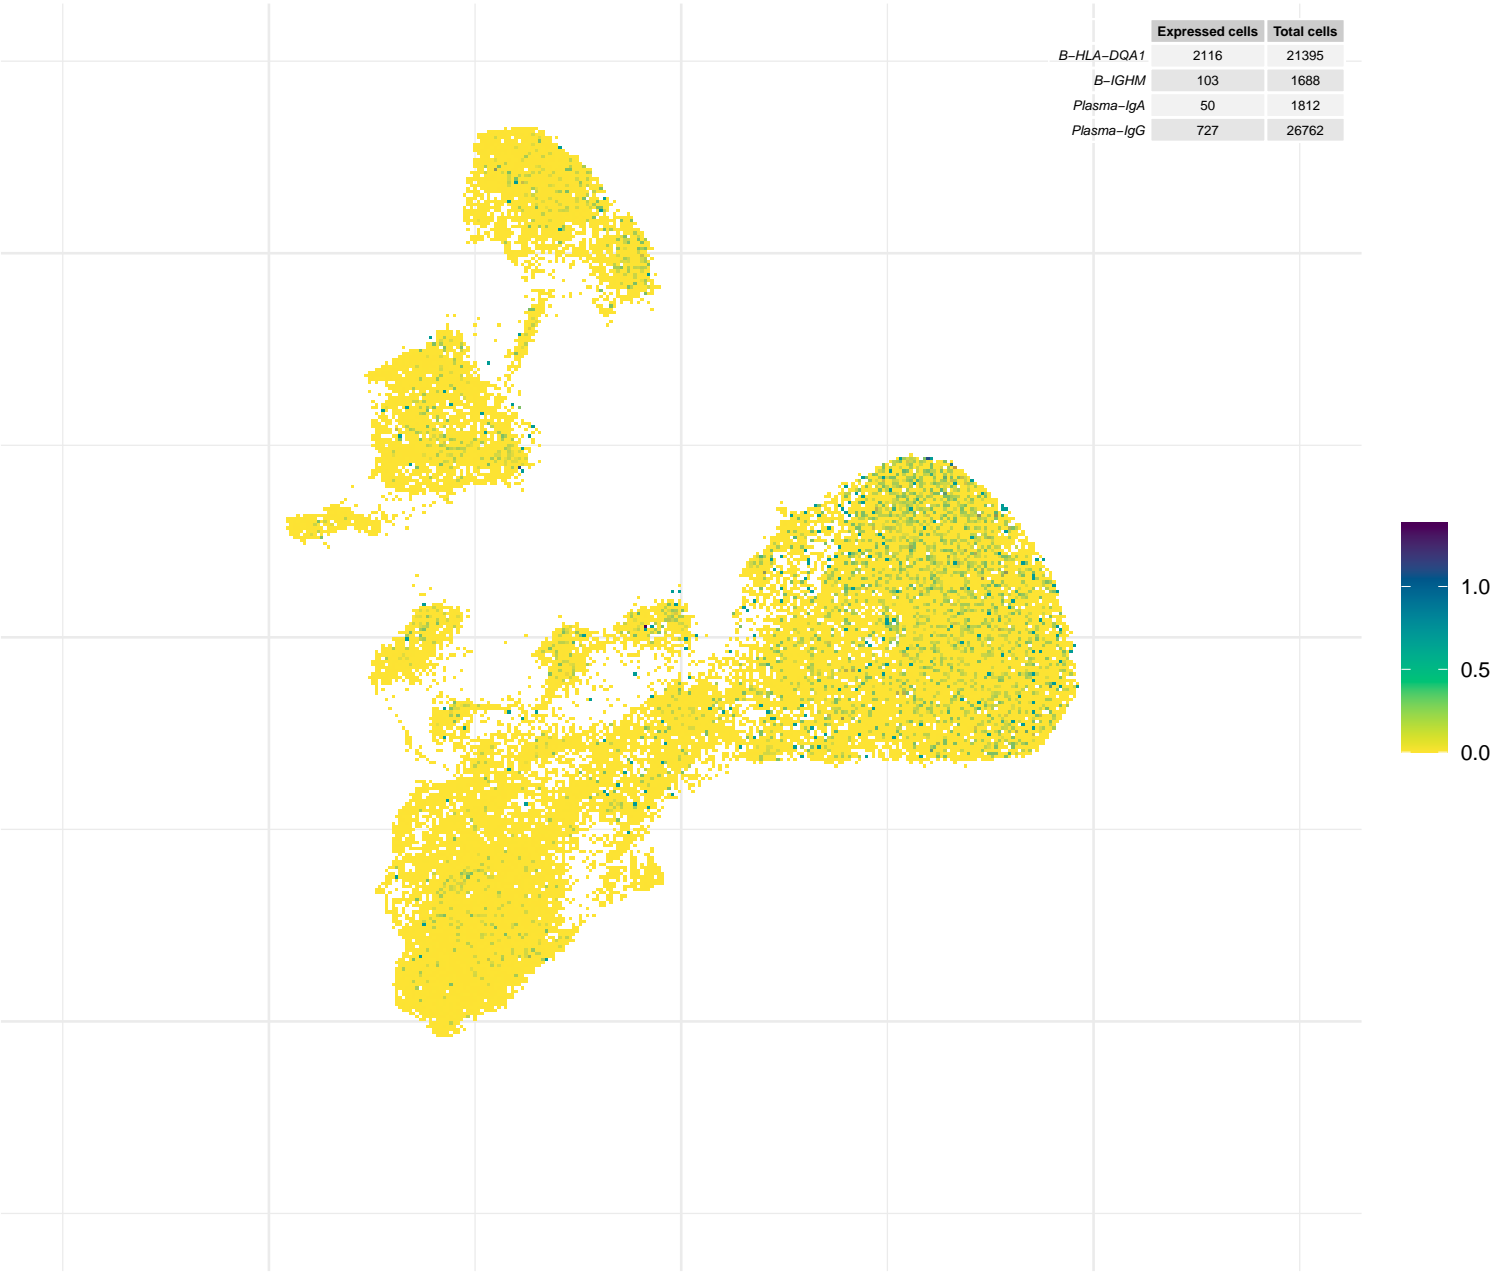 Expressed cells Total cells
B−HLA−DQA1 2116 21395
B−IGHM 103 1688
Plasma−IgA 50 1812
Plasma−IgG 727 26762
1.0
0.5
0.0